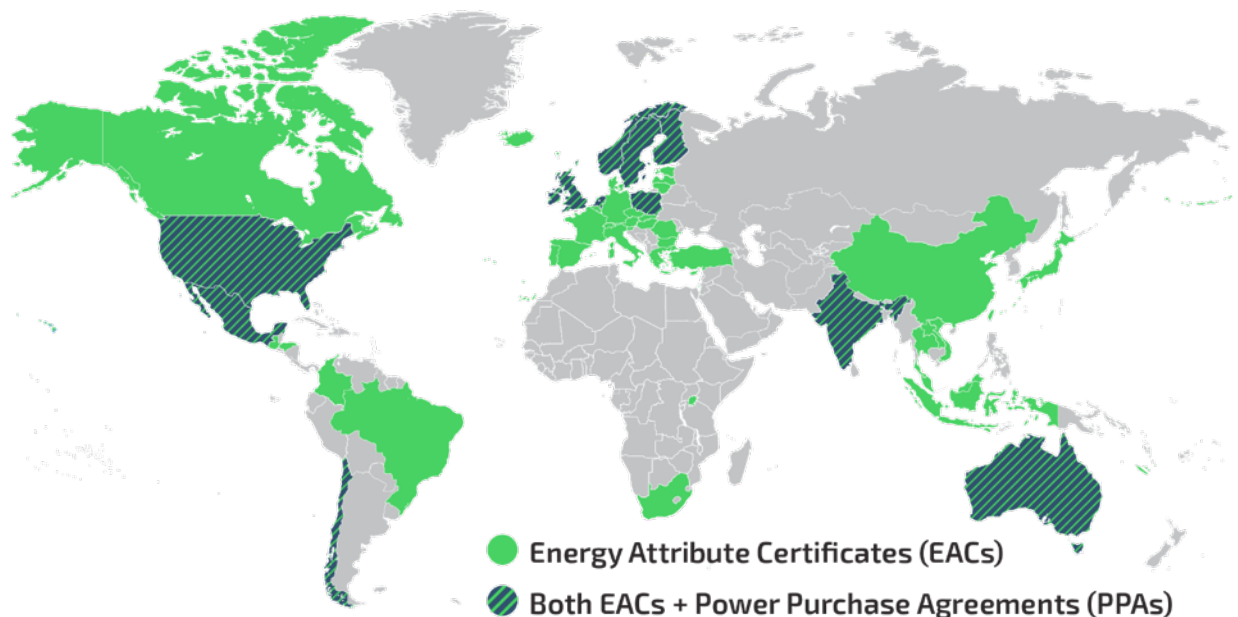 Energy Attribute Certificates (EACs)
Both EACs + Power Purchase Agreements (PPAs)